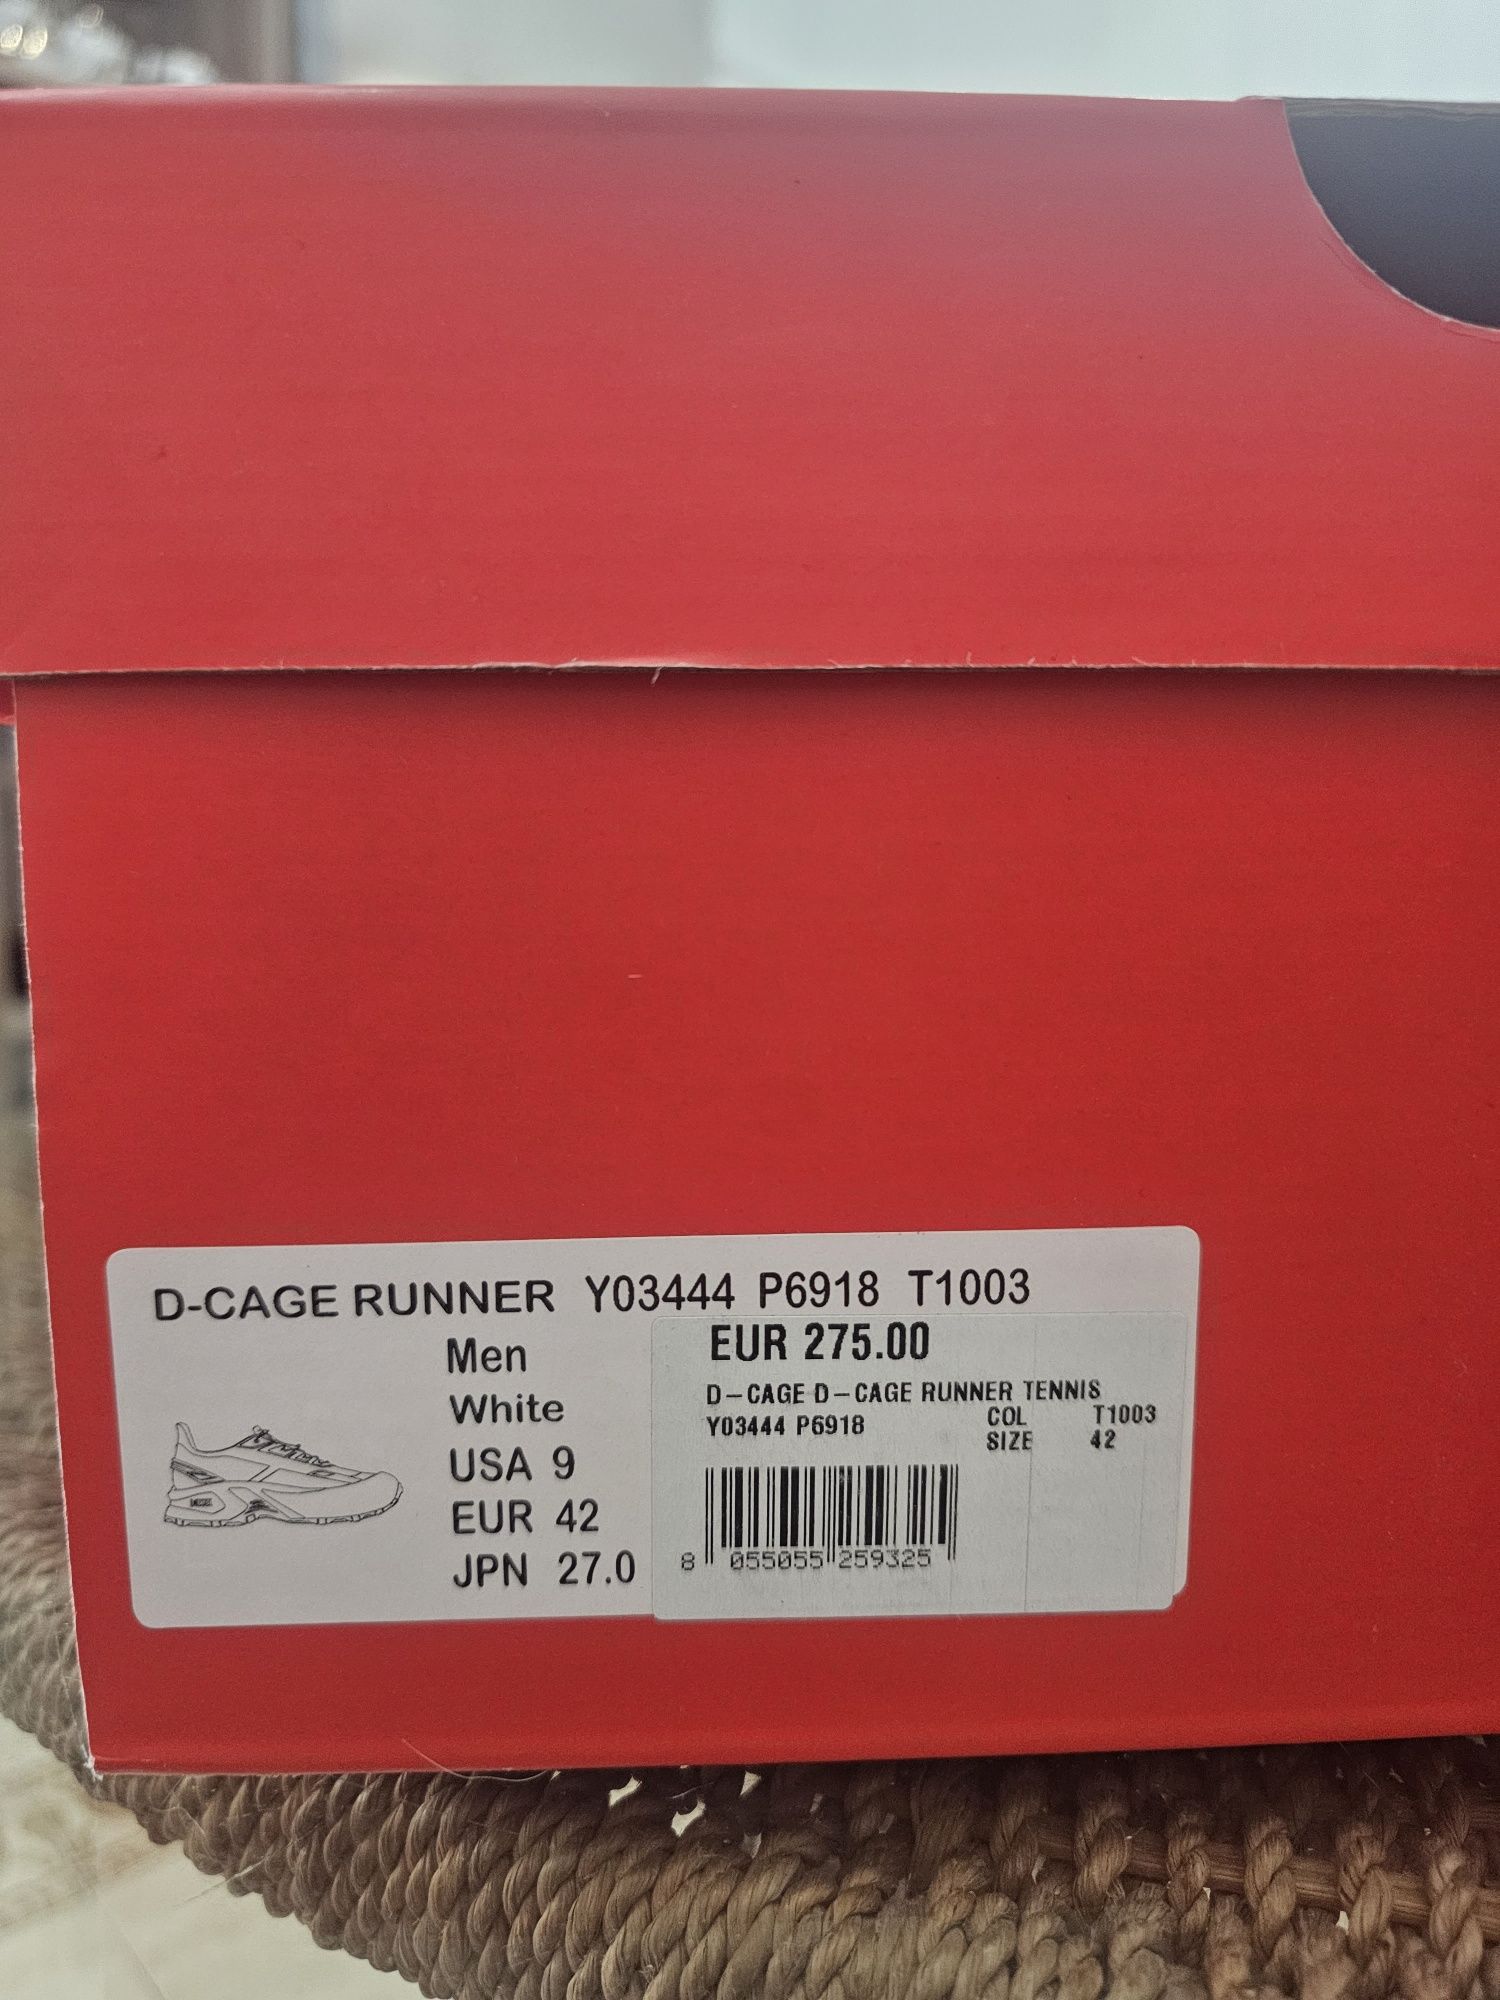 D-CAGE RUNNER Y03444 P6918 T1003
Men
White
USA 9
EUR 42
JPN 27.0
EUR 275.00
D-CAGE D-CAGE RUNNER TENNIS
Y03444 P6918 COL T1003
SIZE 42
8 055055 259325